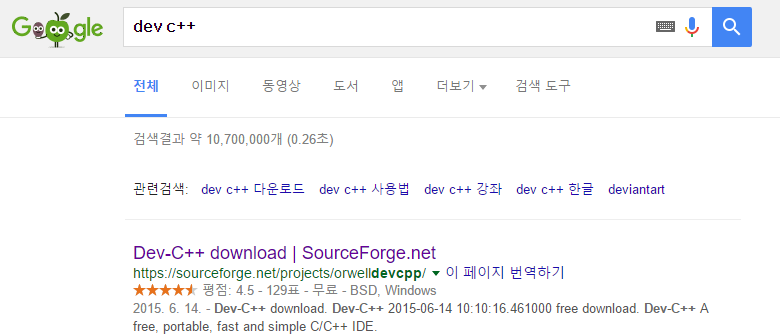 Google
dev c++
전체 이미지 동영상 도서 앱 더보기 검색 도구
검색결과 약 10,700,000개 (0.26초)
관련검색: dev c++ 다운로드 dev c++ 사용법 dev c++ 강좌 dev c++ 한글 deviantart
Dev-C++ download | SourceForge.net
https://sourceforge.net/projects/orwelldevcpp/ 이 페이지 번역하기
평점: 4.5 - 129표 - 무료 - BSD, Windows
2015. 6. 14. - Dev-C++ download. Dev-C++ 2015-06-14 10:10:16.461000 free download. Dev-C++ A
free, portable, fast and simple C/C++ IDE.